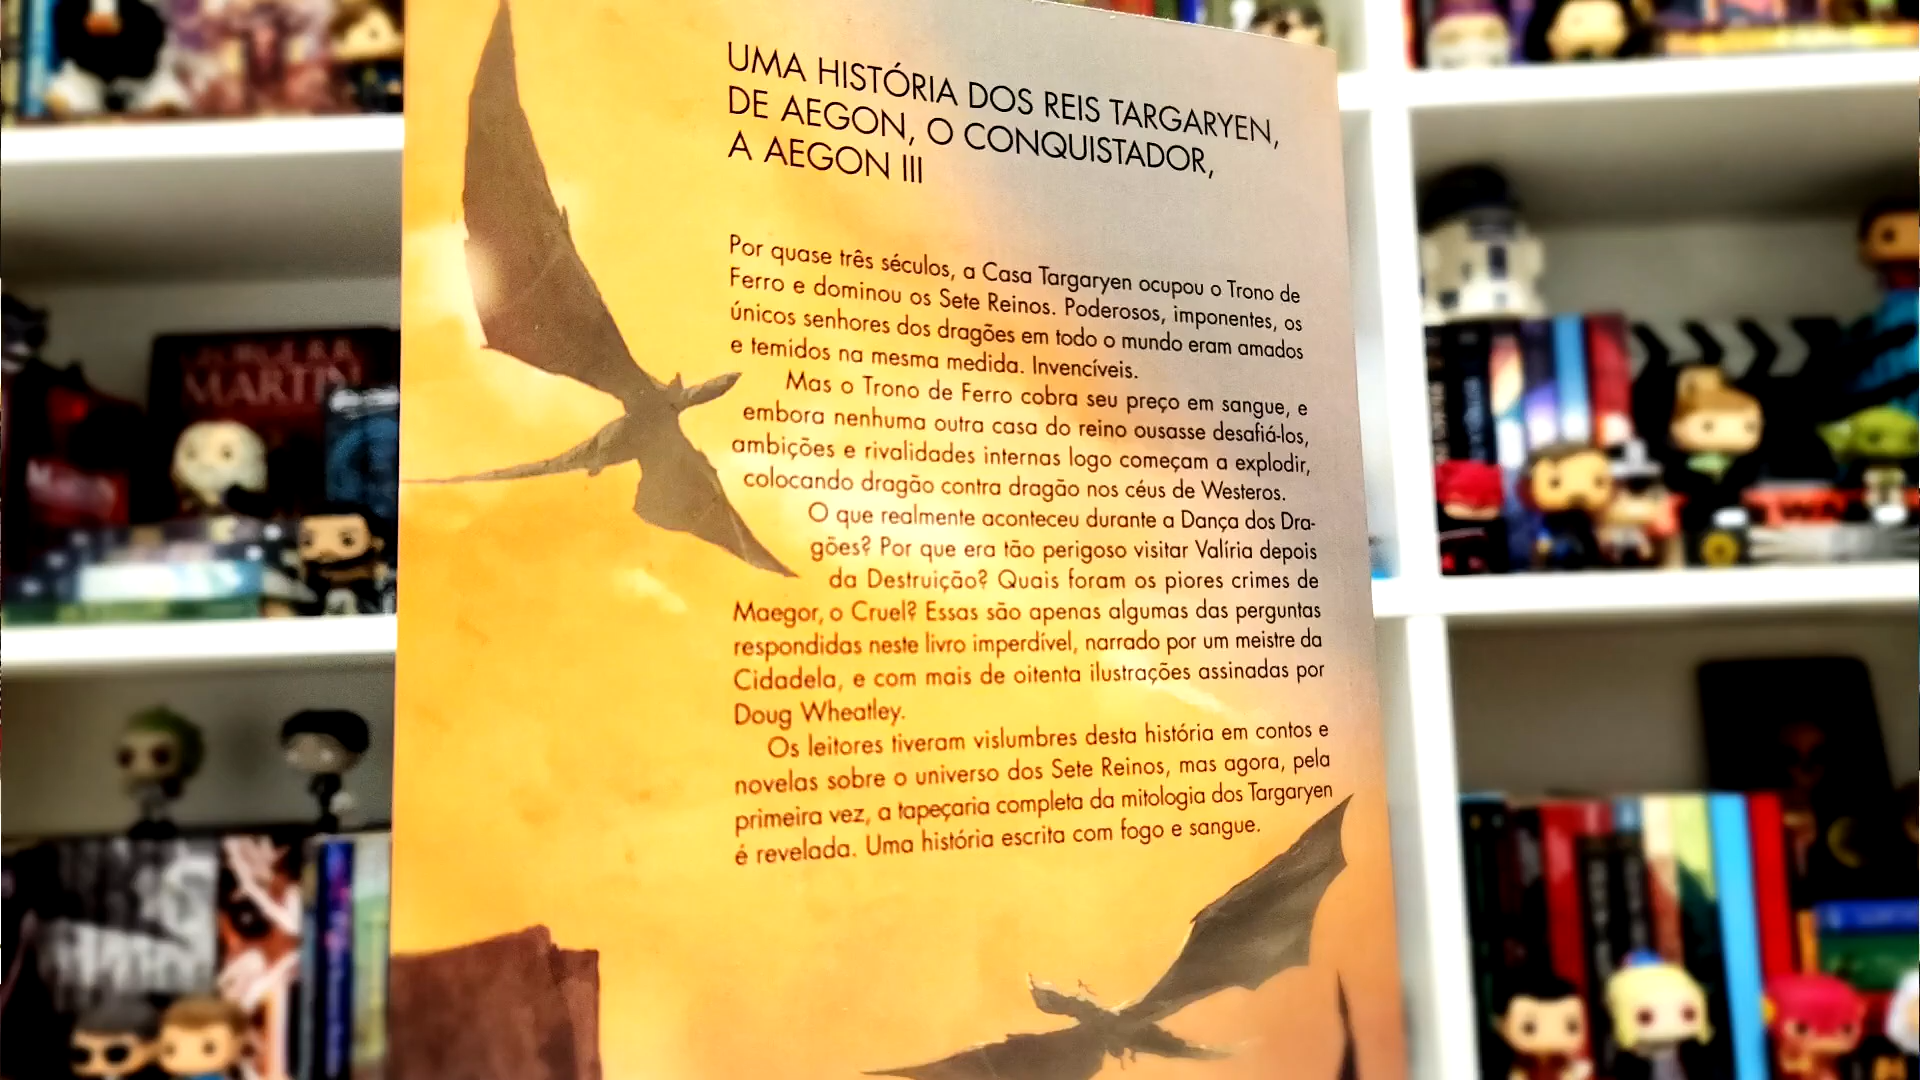 UMA HISTÓRIA DOS REIS TARGARYEN,
DE AEGON, O CONQUISTADOR,
A AEGON III
Por quase três séculos, a Casa Targaryen ocupou o Trono de
Ferro e dominou os Sete Reinos. Poderosos, imponentes, os
únicos senhores dos dragões em todo o mundo eram amados
e temidos na mesma medida. Invencíveis.
Mas o Trono de Ferro cobra seu preço em sangue, e
embora nenhuma outra casa do reino ousasse desafiá-los,
ambições e rivalidades internas logo começam a explodir,
colocando dragão contra dragão nos céus de Westeros.
O que realmente aconteceu durante a Dança dos Dra-
gões? Por que era tão perigoso visitar Valíria depois
da Destruição? Quais foram os piores crimes de
Maegor, o Cruel? Essas são apenas algumas das perguntas
respondidas neste livro imperdível, narrado por um meistre da
Cidadela, e com mais de oitenta ilustrações assinadas por
Doug Wheatley.
Os leitores tiveram vislumbres desta história em contos e
novelas sobre o universo dos Sete Reinos, mas agora, pela
primeira vez, a tapeçaria completa da mitologia dos Targaryen
é revelada. Uma história escrita com fogo e sangue.
MARTIN